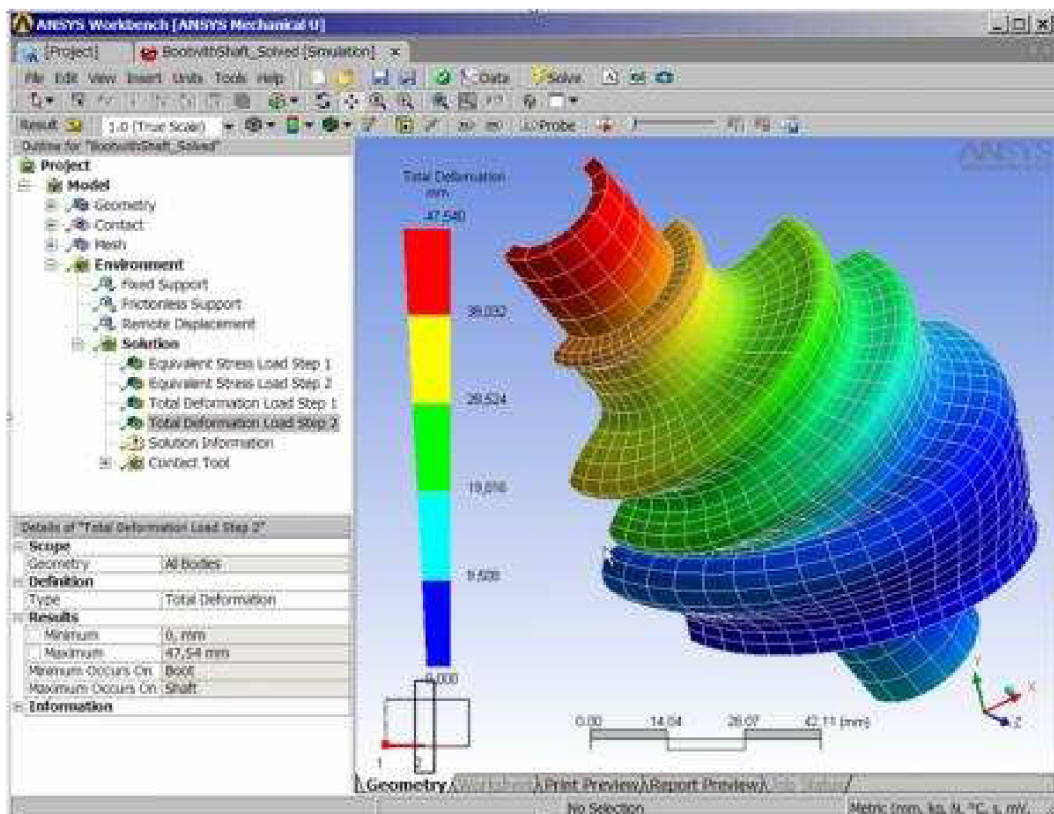 ANSYS Workbench [ANSYS Mechanical U]
[Project] BootwithShaft_Solved [Simulation] ×
File Edit View Insert Units Tools Help Data Solve
Result 1.0 (True Scale) Probe
Outline for "BootwithShaft_Solved"
Project
Model
Geometry
Contact
Mesh
Environment
Fixed Support
Frictionless Support
Remote Displacement
Solution
Equivalent Stress Load Step 1
Equivalent Stress Load Step 2
Total Deformation Load Step 1
Total Deformation Load Step 2
Solution Information
Contact Tool
Details of "Total Deformation Load Step 2"
Scope
Geometry All Bodies
Definition
Type Total Deformation
Results
Minimum 0, mm
Maximum 47,54 mm
Minimum Occurs On Boot
Maximum Occurs On Shaft
Information
ANSYS
Total Deformation
mm
47.540
38.032
28.524
19.016
9.508
0.000
1 2
0.00 14.04 28.07 42.11 (mm)
Y
X
Z
Geometry Worksheet Print Preview Report Preview Job Status
No Selection Metric (mm, kg, N, °C, s, mV,